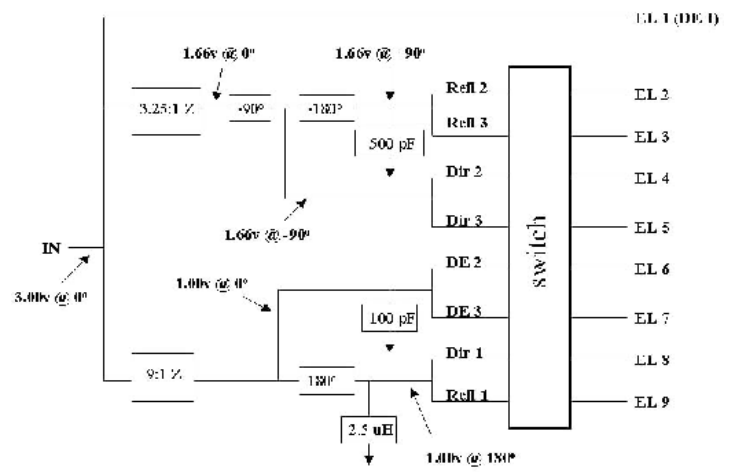 EL 1 (DE 1)
1.66v @ 0°
1.66v @ -90°
Refl 2
EL 2
3.25:1 Z
-90°
-180°
Refl 3
EL 3
500 pF
Dir 2
EL 4
Dir 3
EL 5
1.66v @ -90°
switch
IN
DE 2
EL 6
1.00v @ 0°
3.00v @ 0°
DE 3
EL 7
100 pF
Dir 1
EL 8
9:1 Z
180°
Refl 1
EL 9
2.5 uH
1.00v @ 180°